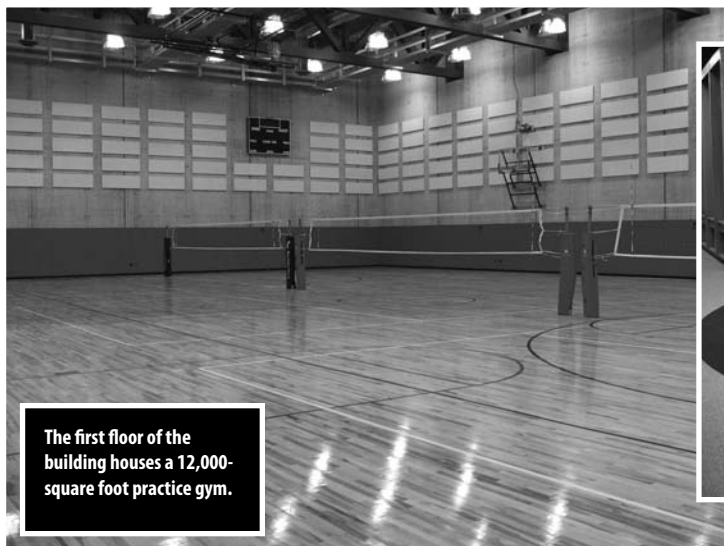 The first floor of the
building houses a 12,000-
square foot practice gym.